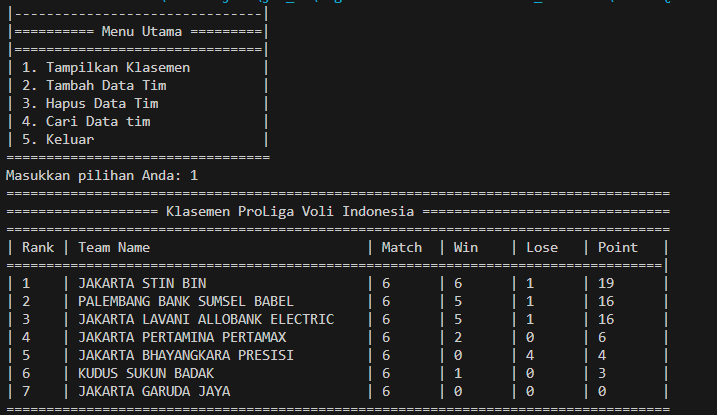 |-------------------------------|
|========== Menu Utama =========|
|===============================|
| 1. Tampilkan Klasemen         |
| 2. Tambah Data Tim            |
| 3. Hapus Data Tim             |
| 4. Cari Data tim              |
| 5. Keluar                     |
=================================
Masukkan pilihan Anda: 1
===================================================================================
=================== Klasemen ProLiga Voli Indonesia ===============================
===================================================================================
| Rank | Team Name                           | Match  | Win    | Lose   | Point   |
==================================================================================|
| 1    | JAKARTA STIN BIN                    | 6      | 6      | 1      | 19      |
| 2    | PALEMBANG BANK SUMSEL BABEL         | 6      | 5      | 1      | 16      |
| 3    | JAKARTA LAVANI ALLOBANK ELECTRIC    | 6      | 5      | 1      | 16      |
| 4    | JAKARTA PERTAMINA PERTAMAX          | 6      | 2      | 0      | 6       |
| 5    | JAKARTA BHAYANGKARA PRESISI         | 6      | 0      | 4      | 4       |
| 6    | KUDUS SUKUN BADAK                   | 6      | 1      | 0      | 3       |
| 7    | JAKARTA GARUDA JAYA                 | 6      | 0      | 0      | 0       |
===================================================================================